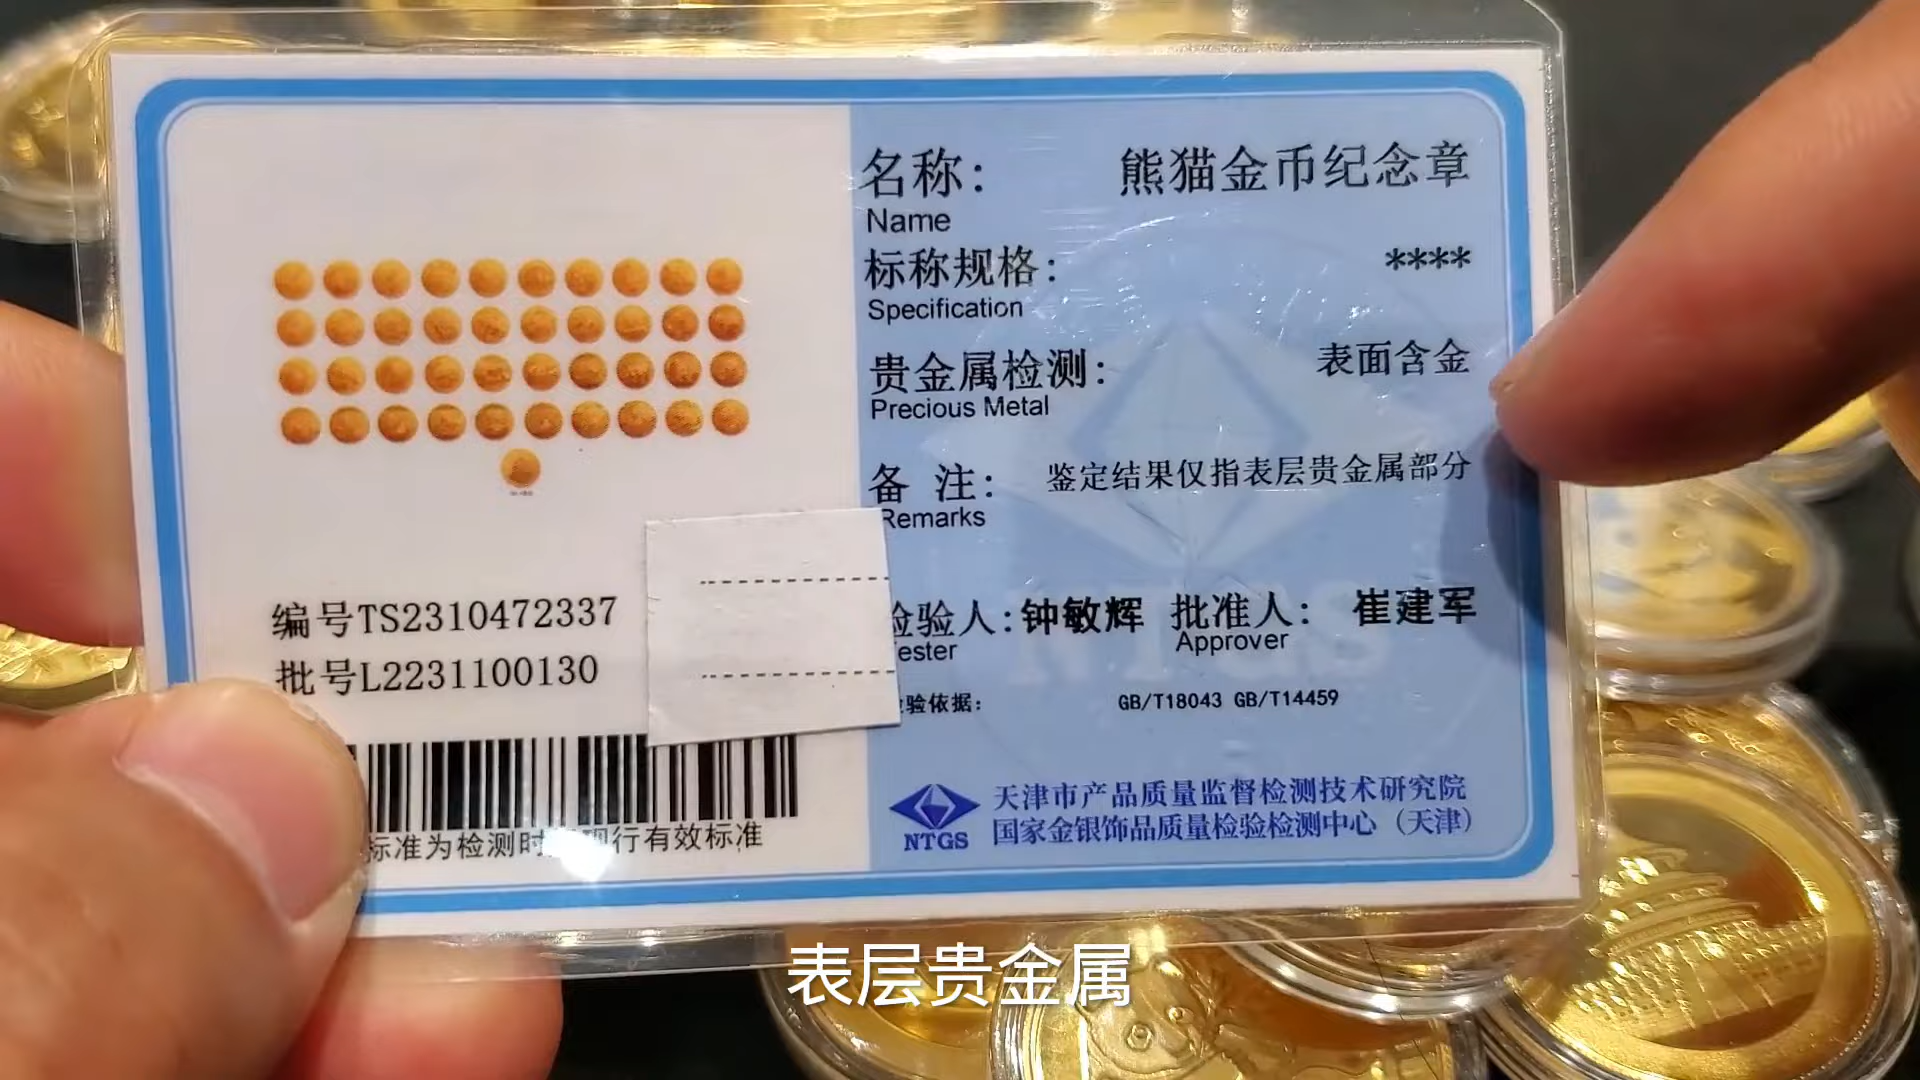 名称： 熊猫金币纪念章
Name
标称规格： ****
Specification
贵金属检测： 表面含金
Precious Metal
备 注： 鉴定结果仅指表层贵金属部分
Remarks
编号TS2310472337
批号L2231100130
检验人：钟敏辉 批准人： 崔建军
ester Approver
验依据： GB/T18043 GB/T14459
标准为检测时 现行有效标准
NTGS
天津市产品质量监督检测技术研究院
国家金银饰品质量检验检测中心（天津）
NTGS
表层贵金属